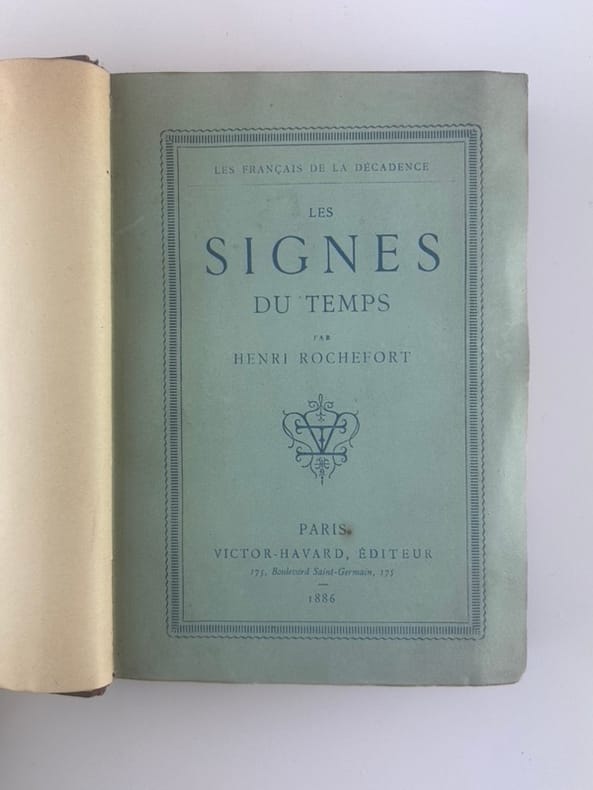 LES FRANÇAIS DE LA DÉCADENCE
LES
SIGNES
DU TEMPS
PAR
HENRI ROCHEFORT
PARIS
VICTOR-HAVARD, ÉDITEUR
175, Boulevard Saint-Germain, 175
1886